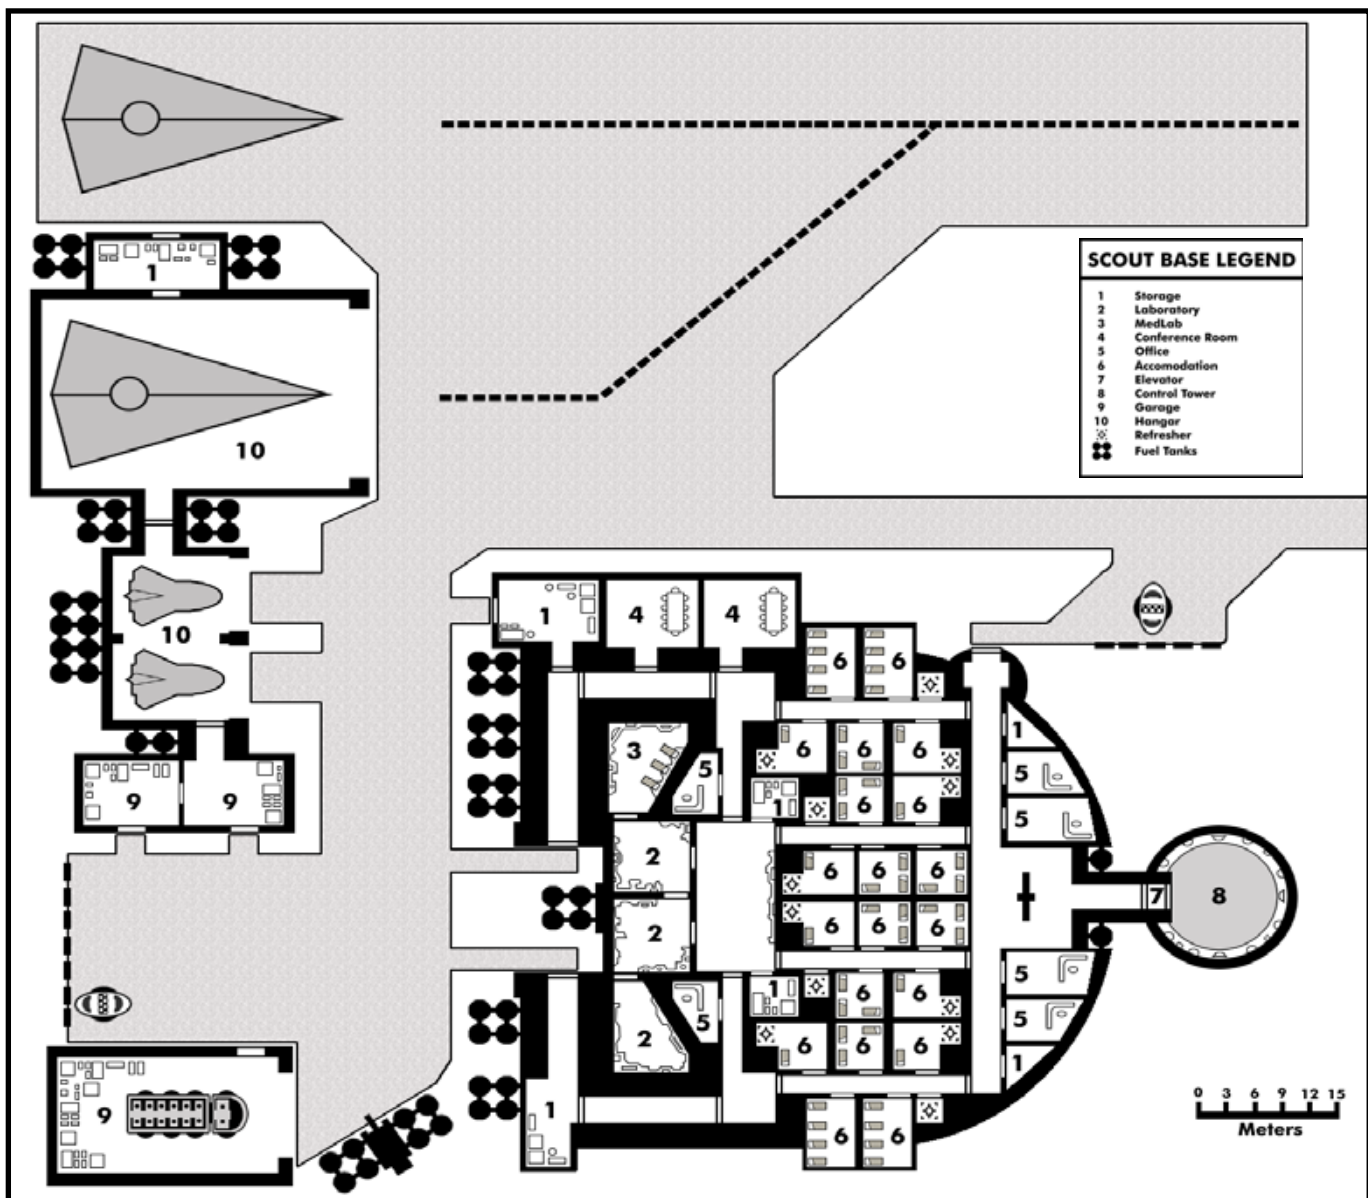 SCOUT BASE LEGEND
1 Storage
2 Laboratory
3 MedLab
4 Conference Room
5 Office
6 Accomodation
7 Elevator
8 Control Tower
9 Garage
10 Hangar
Refresher
Fuel Tanks
1
10
10
9 9
9
1 4 4
6 6
3 5
6 6 6
1 6 6
2 6 6 6
2 6 6 6
1 6 6
2 5
6 6 6
1
6 6
1
5
5
7 8
5
5
1
0 3 6 9 12 15
Meters